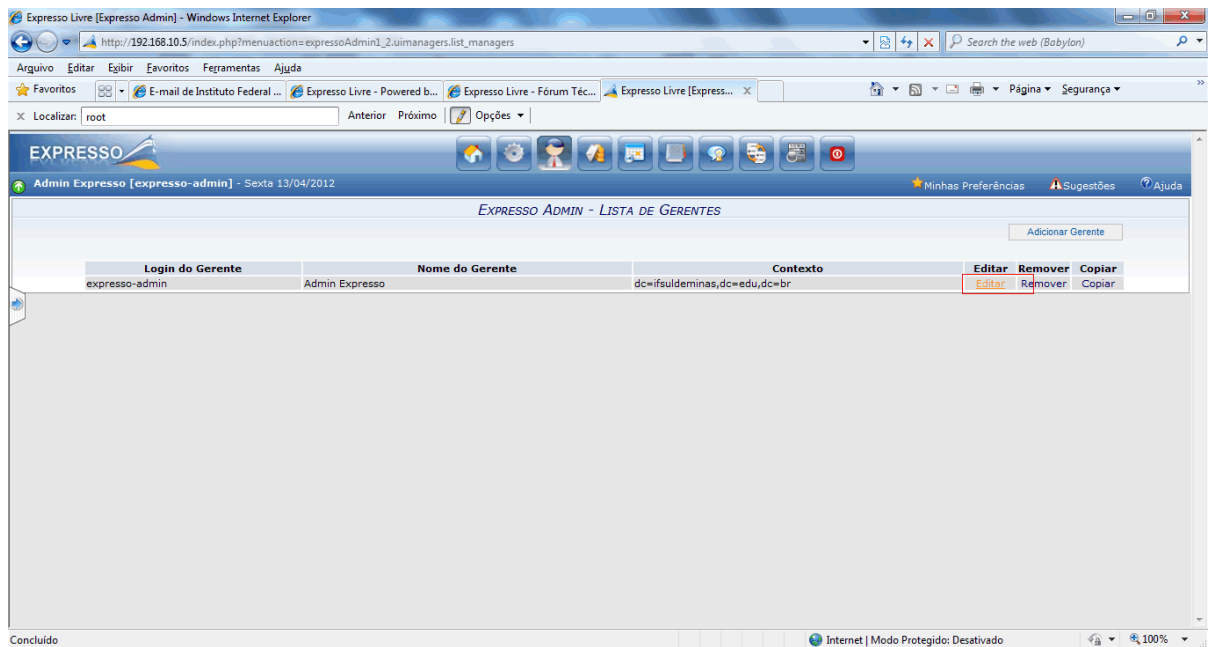 Expresso Livre [Expresso Admin] - Windows Internet Explorer
http://192.168.10.5/index.php?menuaction=expressoAdmin1_2.uimanagers.list_managers
Search the web (Babylon)
Arquivo Editar Exibir Favoritos Ferramentas Ajuda
Favoritos E-mail de Instituto Federal ... Expresso Livre - Powered b... Expresso Livre - Fórum Téc... Expresso Livre [Express... X Página Segurança »
X Localizar: root Anterior Próximo Opções
EXPRESSO
Admin Expresso [expresso-admin] - Sexta 13/04/2012 Minhas Preferências Sugestões Ajuda
EXPRESSO ADMIN - LISTA DE GERENTES
Adicionar Gerente
Login do Gerente Nome do Gerente Contexto Editar Remover Copiar
expresso-admin Admin Expresso dc=ifsuldeminas,dc=edu,dc=br Editar Remover Copiar
Concluído Internet | Modo Protegido: Desativado 100%